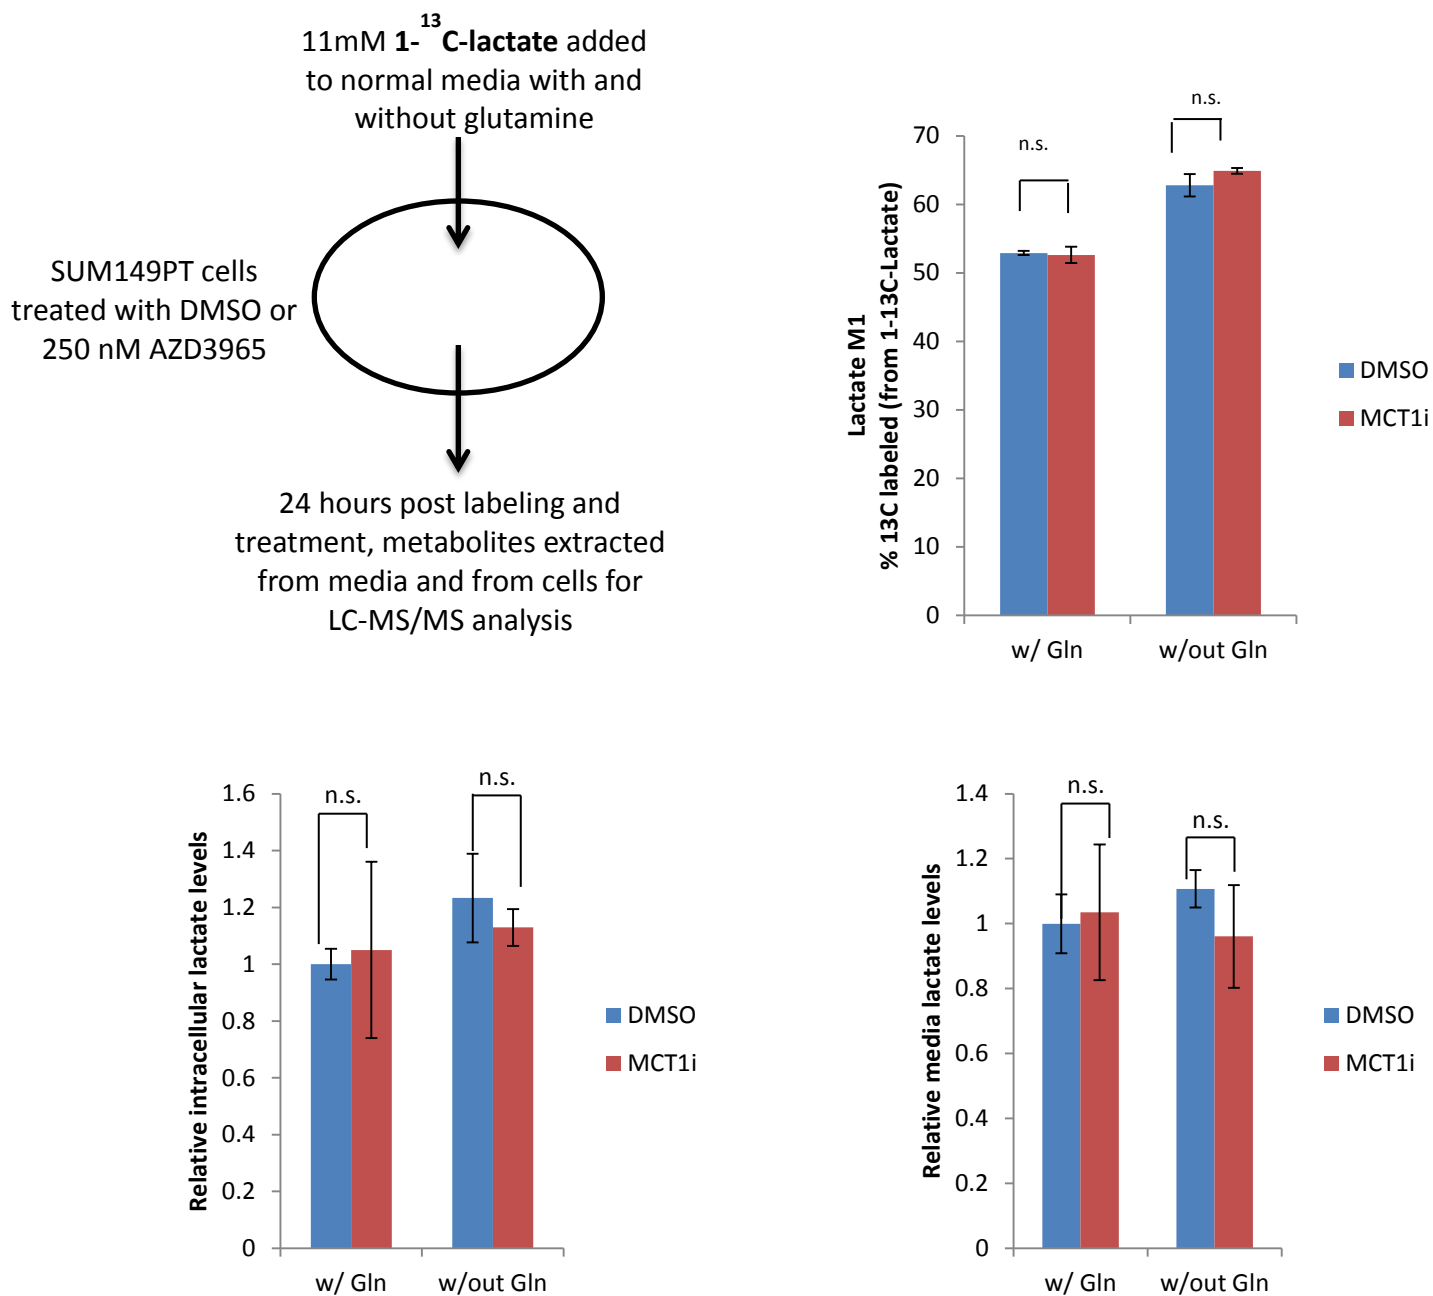 11mM 1-13C-lactate added
to normal media with and
without glutamine
SUM149PT cells
treated with DMSO or
250 nM AZD3965
24 hours post labeling and
treatment, metabolites extracted
from media and from cells for
LC-MS/MS analysis
Lactate M1
% 13C labeled (from 1-13C-Lactate)
70
60
50
40
30
20
10
0
n.s.
n.s.
w/ Gln
w/out Gln
DMSO
MCT1i
Relative intracellular lactate levels
1.6
1.4
1.2
1
0.8
0.6
0.4
0.2
0
n.s.
n.s.
w/ Gln
w/out Gln
DMSO
MCT1i
Relative media lactate levels
1.4
1.2
1
0.8
0.6
0.4
0.2
0
n.s.
n.s.
w/ Gln
w/out Gln
DMSO
MCT1i